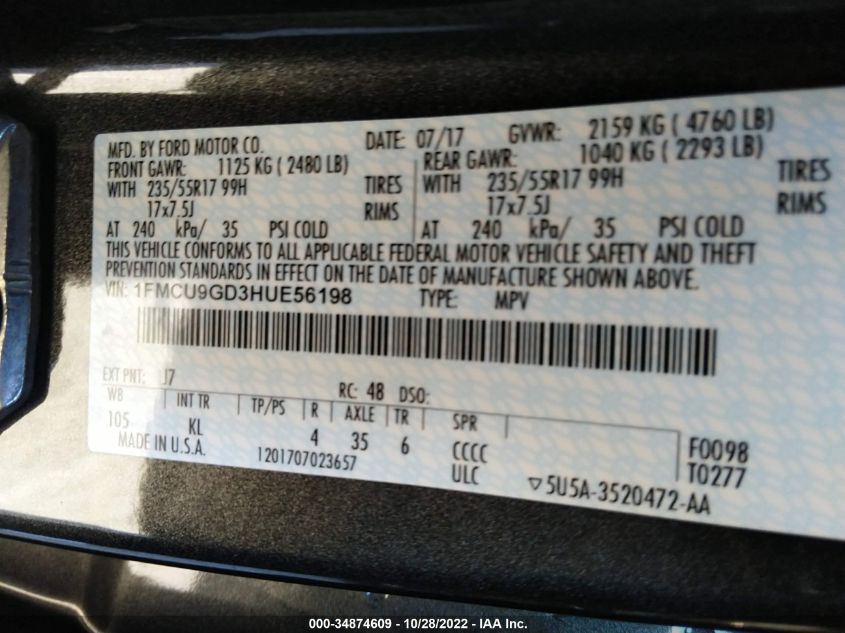 MFD. BY FORD MOTOR CO. DATE: 07/17 GVWR: 2159 KG ( 4760 LB)
FRONT GAWR: 1125 KG ( 2480 LB) REAR GAWR: 1040 KG ( 2293 LB)
WITH 235/55R17 99H TIRES WITH 235/55R17 99H TIRES
17x7.5J RIMS 17x7.5J RIMS
AT 240 kPa/ 35 PSI COLD AT 240 kPa/ 35 PSI COLD
THIS VEHICLE CONFORMS TO ALL APPLICABLE FEDERAL MOTOR VEHICLE SAFETY AND THEFT
PREVENTION STANDARDS IN EFFECT ON THE DATE OF MANUFACTURE SHOWN ABOVE.
VIN: 1FMCU9GD3HUE56198 TYPE: MPV
EXT PNT: J7 RC: 48 DSO:
WB INT TR TP/PS R AXLE TR SPR
105 KL 4 35 6 CCCC F0098
MADE IN U.S.A. 1201707023657 ULC T0277
▽5U5A-3520472-AA
000-34874609 - 10/28/2022 - IAA Inc.